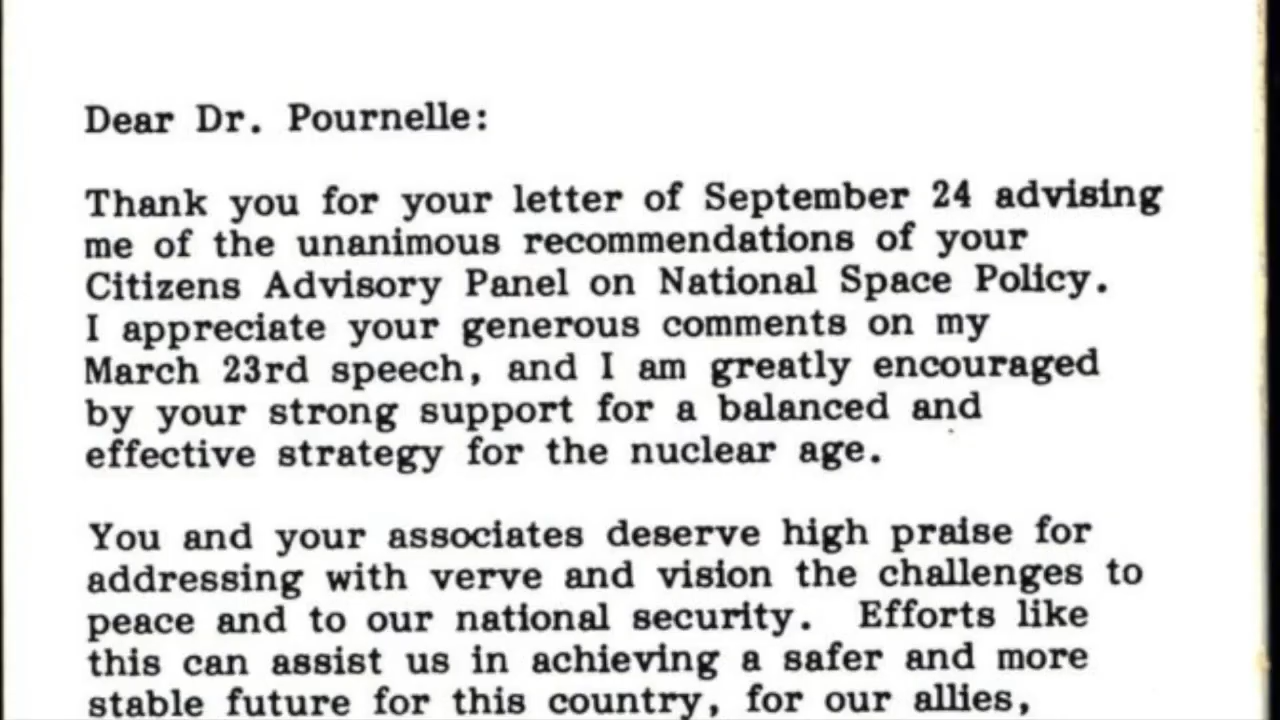 Dear Dr. Pournelle:
Thank you for your letter of September 24 advising
me of the unanimous recommendations of your
Citizens Advisory Panel on National Space Policy.
I appreciate your generous comments on my
March 23rd speech, and I am greatly encouraged
by your strong support for a balanced and
effective strategy for the nuclear age.
You and your associates deserve high praise for
addressing with verve and vision the challenges to
peace and to our national security. Efforts like
this can assist us in achieving a safer and more
stable future for this country, for our allies,